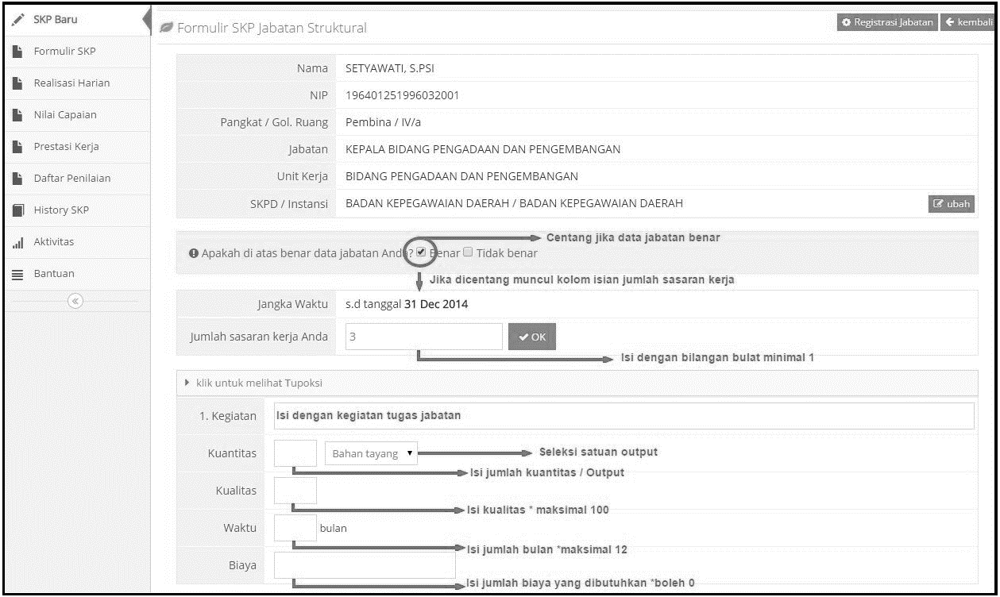 SKP Baru
Formulir SKP
Realisasi Harian
Nilai Capaian
Prestasi Kerja
Daftar Penilaian
History SKP
Aktivitas
Bantuan
Formulir SKP Jabatan Struktural
Registrasi Jabatan
kembali
Nama SETYAWATI, S.PSI
NIP 196401251996032001
Pangkat / Gol. Ruang Pembina / IV/a
Jabatan KEPALA BIDANG PENGADAAN DAN PENGEMBANGAN
Unit Kerja BIDANG PENGADAAN DAN PENGEMBANGAN
SKPD / Instansi BADAN KEPEGAWAIAN DAERAH / BADAN KEPEGAWAIAN DAERAH ubah
Centang jika data jabatan benar
Apakah di atas benar data jabatan Anda? Benar Tidak benar
Jika dicentang muncul kolom isian jumlah sasaran kerja
Jangka Waktu s.d tanggal 31 Dec 2014
Jumlah sasaran kerja Anda 3 OK
Isi dengan bilangan bulat minimal 1
klik untuk melihat Tupoksi
1. Kegiatan Isi dengan kegiatan tugas jabatan
Kuantitas Bahan tayang Seleksi satuan output
Isi jumlah kuantitas / Output
Kualitas
Isi kualitas * maksimal 100
Waktu bulan
Isi jumlah bulan *maksimal 12
Biaya
Isi jumlah biaya yang dibutuhkan *boleh 0